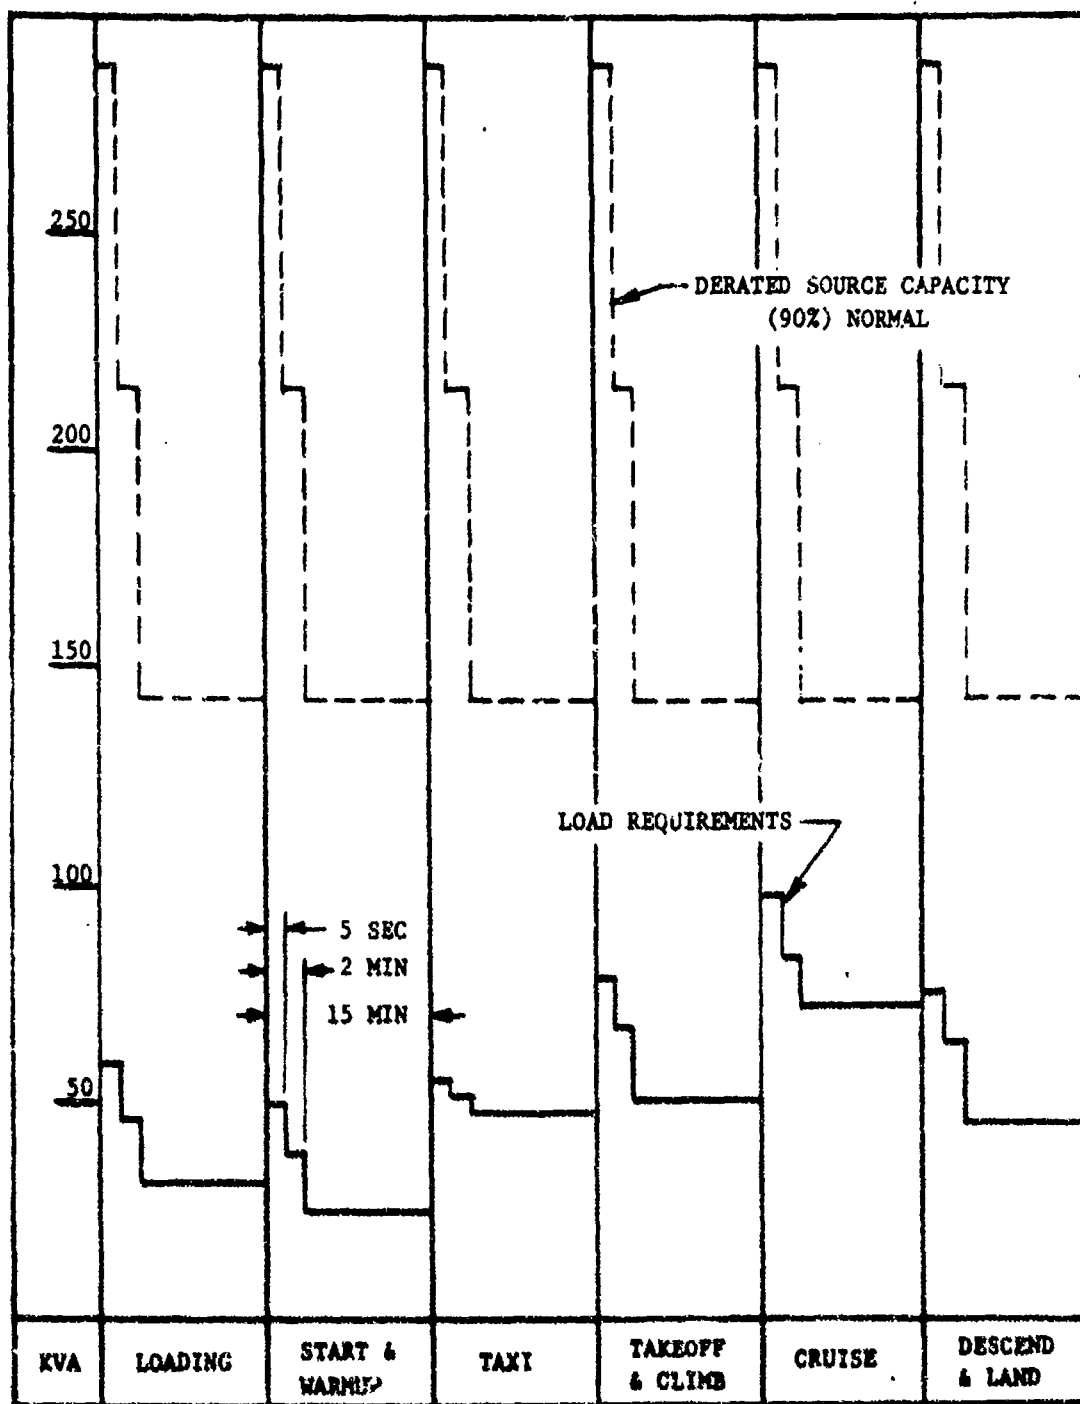 250
DERATED SOURCE CAPACITY
(90%) NORMAL
200
150
LOAD REQUIREMENTS
100
5 SEC
2 MIN
15 MIN
50
KVA
LOADING
START &
WARMUP
TAXI
TAKEOFF
& CLIMB
CRUISE
DESCEND
& LAND